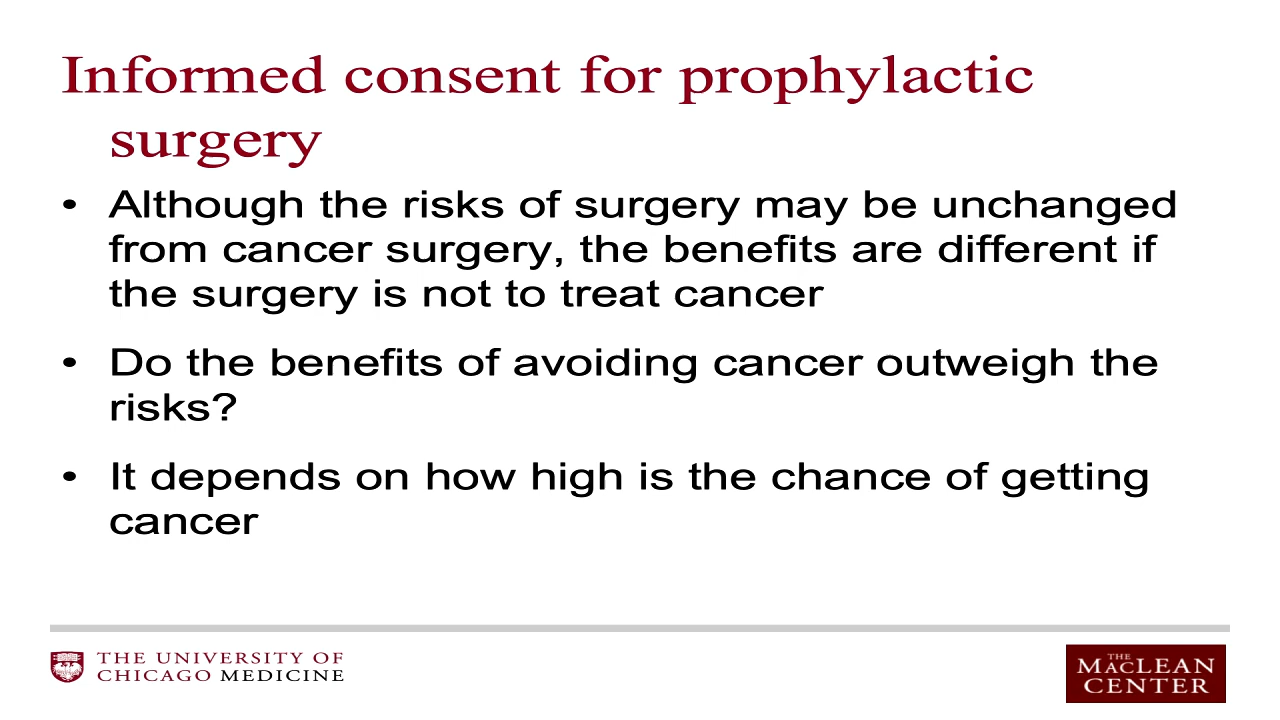 Informed consent for prophylactic
surgery
• Although the risks of surgery may be unchanged
from cancer surgery, the benefits are different if
the surgery is not to treat cancer
• Do the benefits of avoiding cancer outweigh the
risks?
• It depends on how high is the chance of getting
cancer
THE UNIVERSITY OF
CHICAGO MEDICINE
THE
MACLEAN
CENTER